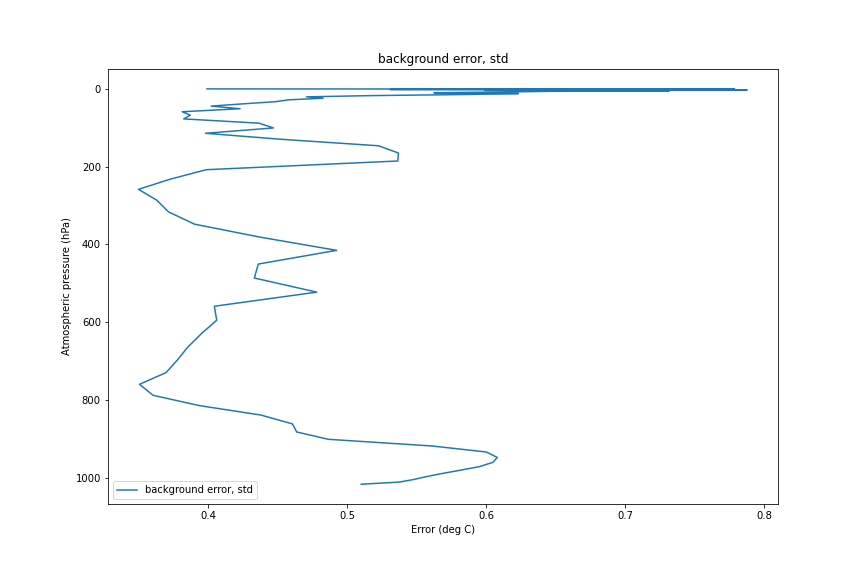 background error, std
0
200
400
600
800
1000
Atmospheric pressure (hPa)
background error, std
0.4 0.5 0.6 0.7 0.8
Error (deg C)